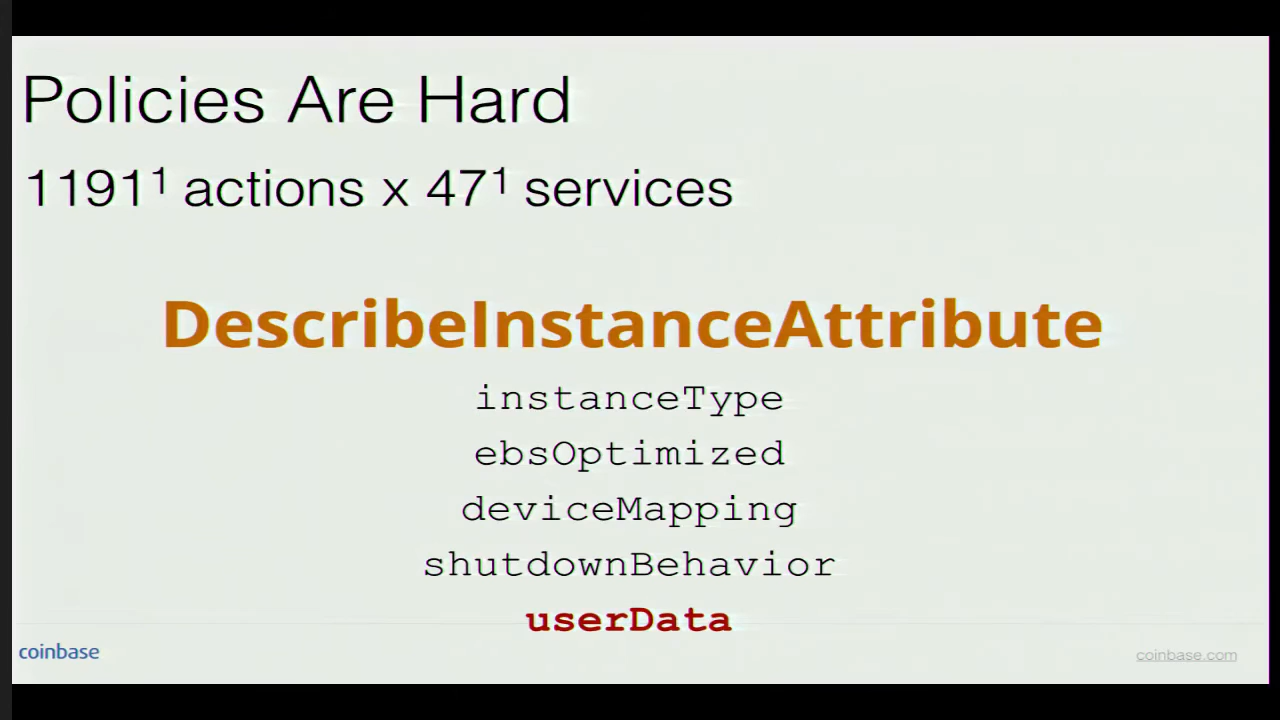 Policies Are Hard
1191¹ actions x 47¹ services
DescribeInstanceAttribute
instanceType
ebsOptimized
deviceMapping
shutdownBehavior
userData
coinbase
coinbase.com